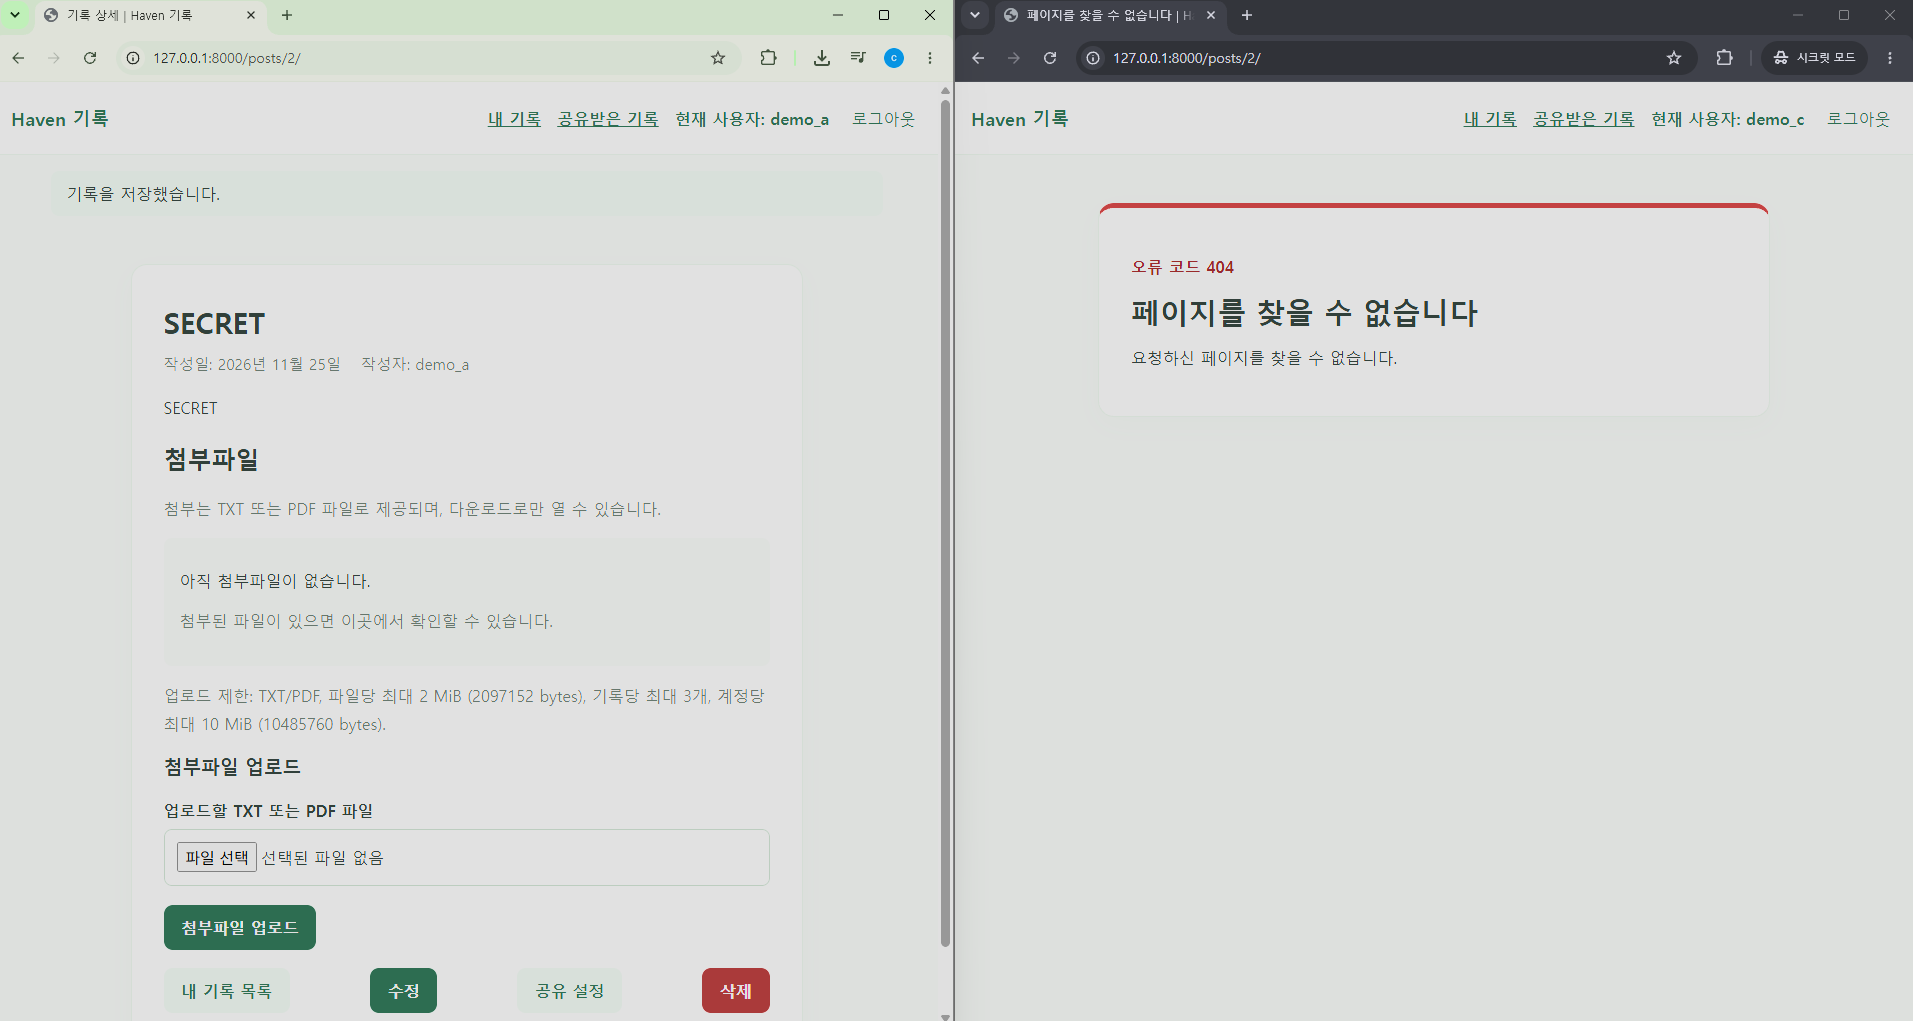 기록 상세 | Haven 기록
127.0.0.1:8000/posts/2/
c
Haven 기록
내 기록 공유받은 기록 현재 사용자: demo_a 로그아웃
기록을 저장했습니다.
SECRET
작성일: 2026년 11월 25일 작성자: demo_a
SECRET
첨부파일
첨부는 TXT 또는 PDF 파일로 제공되며, 다운로드로만 열 수 있습니다.
아직 첨부파일이 없습니다.
첨부된 파일이 있으면 이곳에서 확인할 수 있습니다.
업로드 제한: TXT/PDF, 파일당 최대 2 MiB (2097152 bytes), 기록당 최대 3개, 계정당
최대 10 MiB (10485760 bytes).
첨부파일 업로드
업로드할 TXT 또는 PDF 파일
파일 선택 선택된 파일 없음
첨부파일 업로드
내 기록 목록 수정 공유 설정 삭제
페이지를 찾을 수 없습니다 | H
127.0.0.1:8000/posts/2/
시크릿 모드
Haven 기록
내 기록 공유받은 기록 현재 사용자: demo_c 로그아웃
오류 코드 404
페이지를 찾을 수 없습니다
요청하신 페이지를 찾을 수 없습니다.